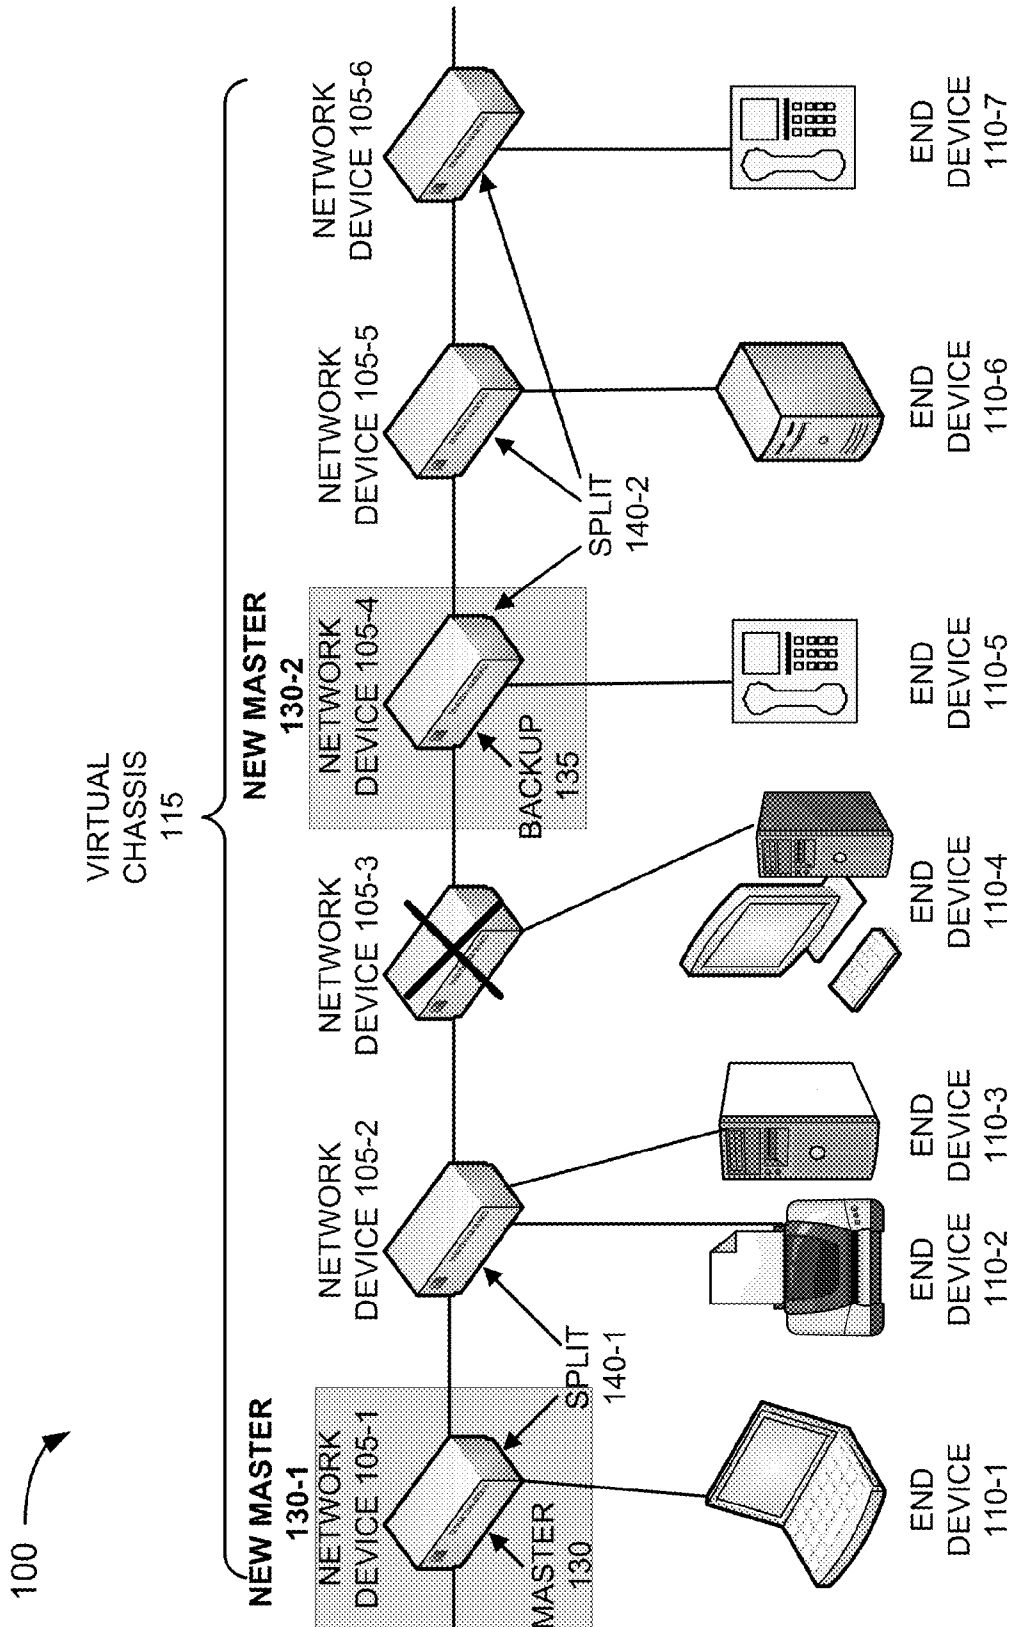 100
VIRTUAL
CHASSIS
115
NEW MASTER
130-1
NEW MASTER
130-2
NETWORK
DEVICE 105-1
NETWORK
DEVICE 105-2
NETWORK
DEVICE 105-3
NETWORK
DEVICE 105-4
NETWORK
DEVICE 105-5
NETWORK
DEVICE 105-6
MASTER
130
SPLIT
140-1
BACKUP
135
SPLIT
140-2
END
DEVICE
110-1
END
DEVICE
110-2
END
DEVICE
110-3
END
DEVICE
110-4
END
DEVICE
110-5
END
DEVICE
110-6
END
DEVICE
110-7